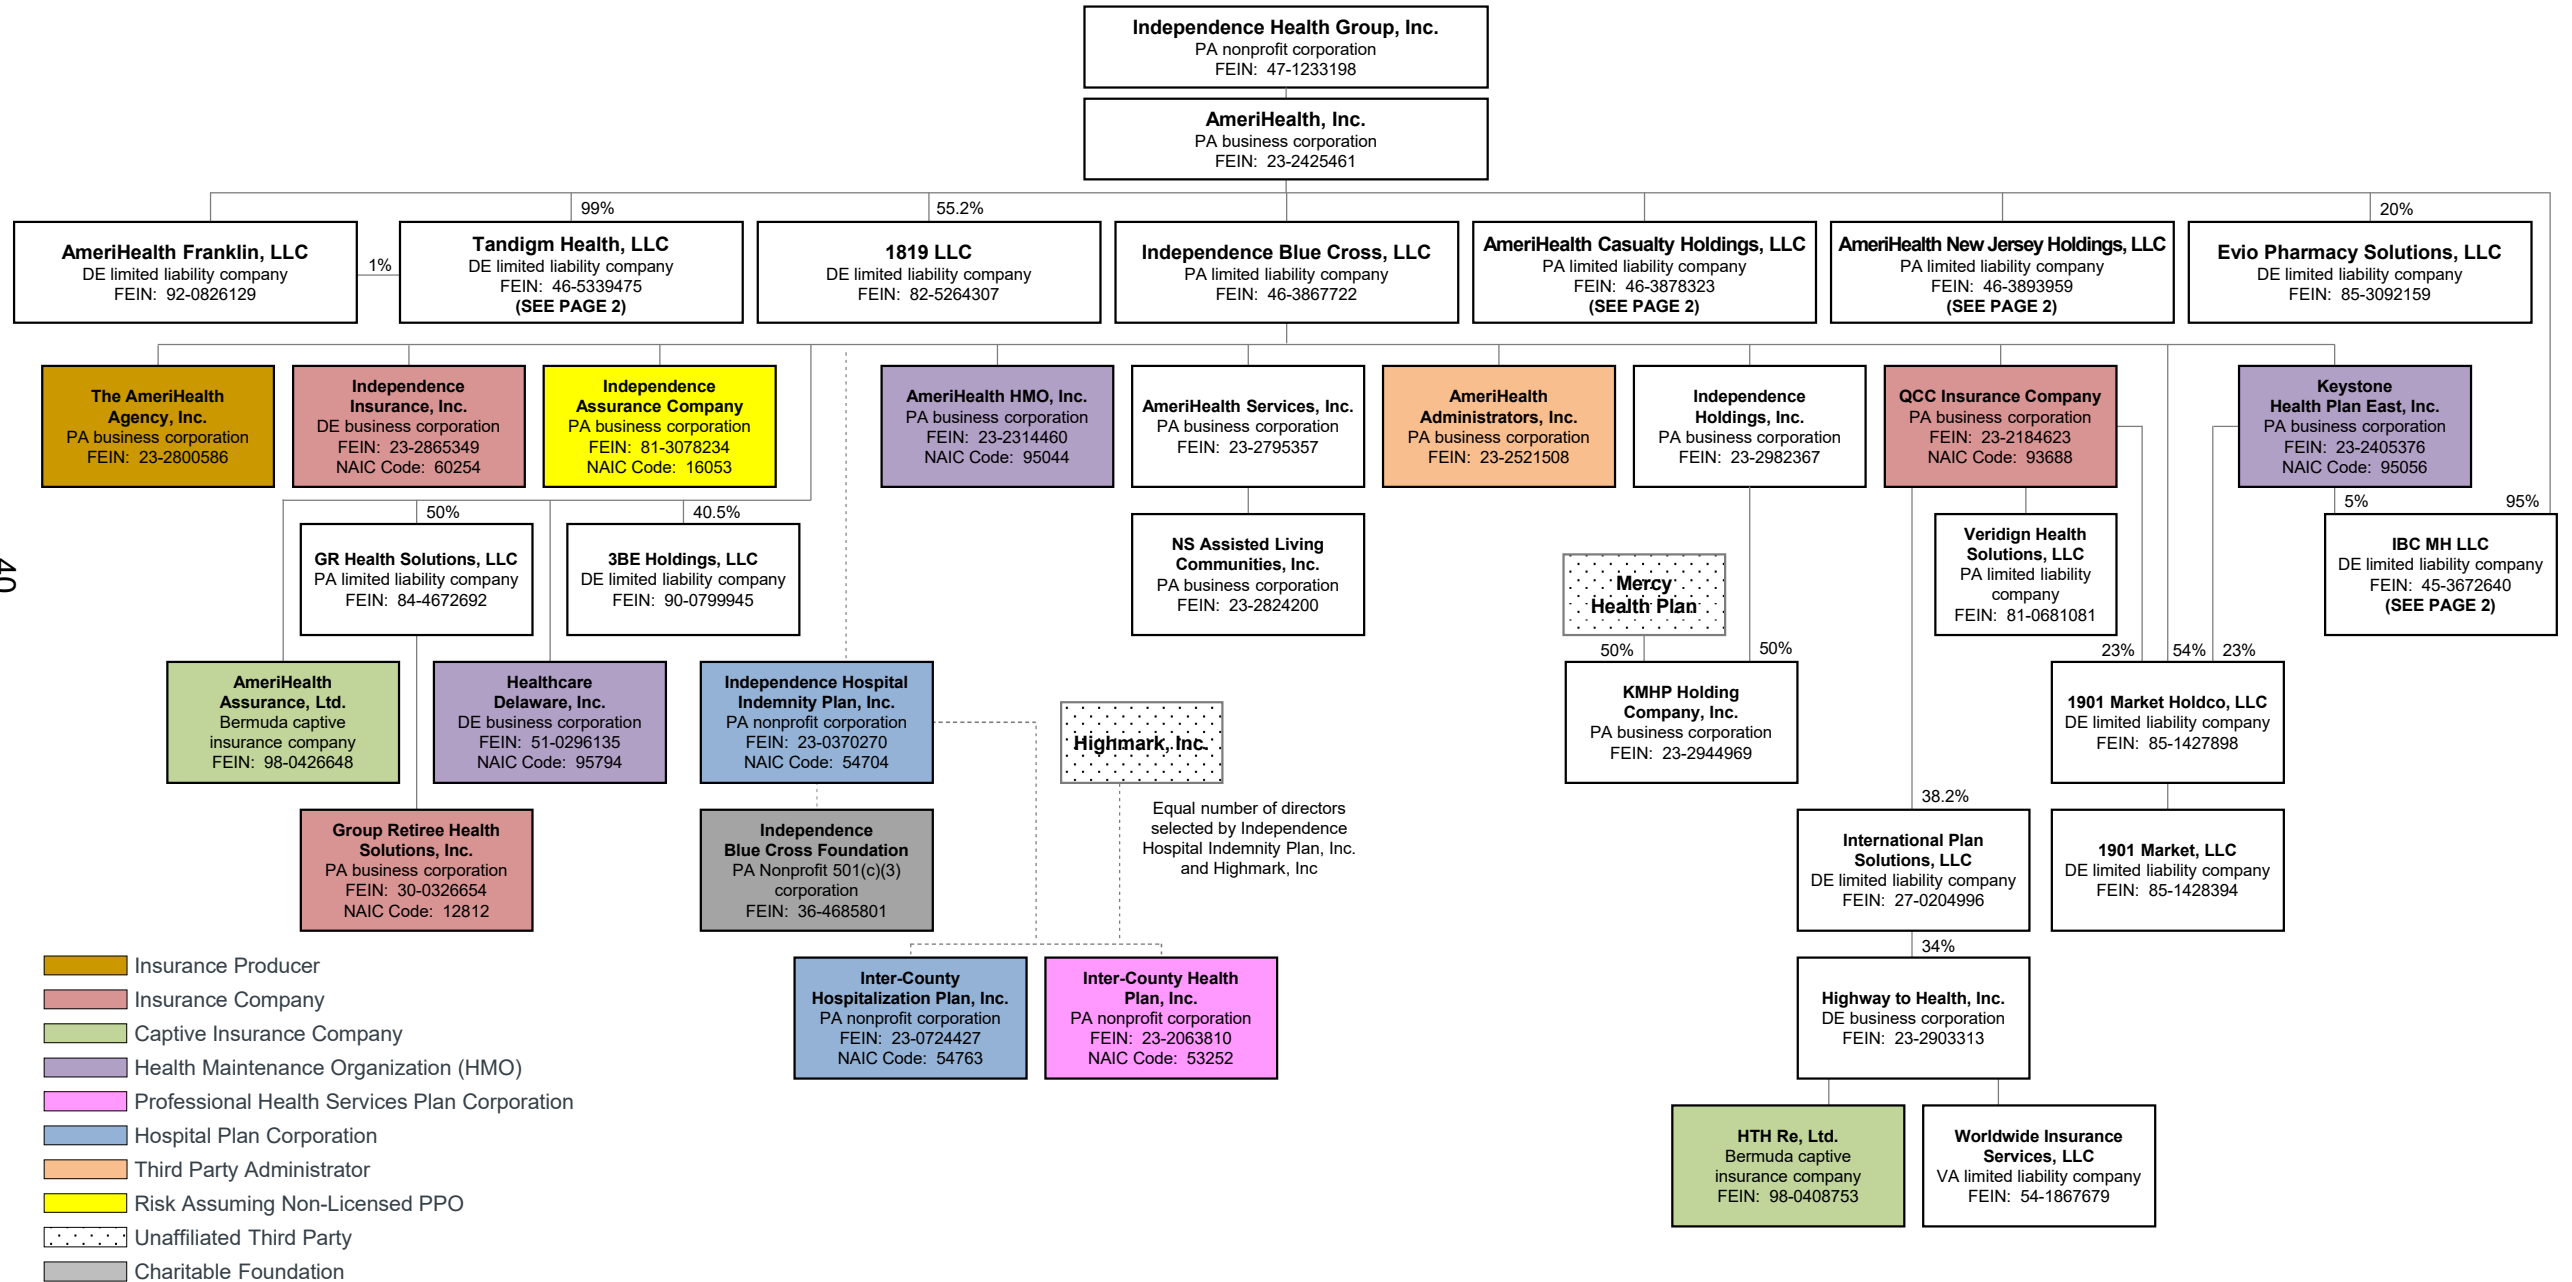 Independence Health Group, Inc.
PA nonprofit corporation
FEIN: 47-1233198
AmeriHealth, Inc.
PA business corporation
FEIN: 23-2425461
99%
55.2%
20%
AmeriHealth Franklin, LLC
DE limited liability company
FEIN: 92-0826129
1%
Tandigm Health, LLC
DE limited liability company
FEIN: 46-5339475
(SEE PAGE 2)
1819 LLC
DE limited liability company
FEIN: 82-5264307
Independence Blue Cross, LLC
PA limited liability company
FEIN: 46-3867722
AmeriHealth Casualty Holdings, LLC
PA limited liability company
FEIN: 46-3878323
(SEE PAGE 2)
AmeriHealth New Jersey Holdings, LLC
PA limited liability company
FEIN: 46-3893959
(SEE PAGE 2)
Evio Pharmacy Solutions, LLC
DE limited liability company
FEIN: 85-3092159
The AmeriHealth
Agency, Inc.
PA business corporation
FEIN: 23-2800586
Independence
Insurance, Inc.
DE business corporation
FEIN: 23-2865349
NAIC Code: 60254
Independence
Assurance Company
PA business corporation
FEIN: 81-3078234
NAIC Code: 16053
AmeriHealth HMO, Inc.
PA business corporation
FEIN: 23-2314460
NAIC Code: 95044
AmeriHealth Services, Inc.
PA business corporation
FEIN: 23-2795357
AmeriHealth
Administrators, Inc.
PA business corporation
FEIN: 23-2521508
Independence
Holdings, Inc.
PA business corporation
FEIN: 23-2982367
QCC Insurance Company
PA business corporation
FEIN: 23-2184623
NAIC Code: 93688
Keystone
Health Plan East, Inc.
PA business corporation
FEIN: 23-2405376
NAIC Code: 95056
50%
40.5%
5%
95%
GR Health Solutions, LLC
PA limited liability company
FEIN: 84-4672692
3BE Holdings, LLC
DE limited liability company
FEIN: 90-0799945
NS Assisted Living
Communities, Inc.
PA business corporation
FEIN: 23-2824200
Mercy
Health Plan
Veridign Health
Solutions, LLC
PA limited liability
company
FEIN: 81-0681081
IBC MH LLC
DE limited liability company
FEIN: 45-3672640
(SEE PAGE 2)
40
50%
50%
23%
54%
23%
AmeriHealth
Assurance, Ltd.
Bermuda captive
insurance company
FEIN: 98-0426648
Healthcare
Delaware, Inc.
DE business corporation
FEIN: 51-0296135
NAIC Code: 95794
Independence Hospital
Indemnity Plan, Inc.
PA nonprofit corporation
FEIN: 23-0370270
NAIC Code: 54704
Highmark, Inc.
KMHP Holding
Company, Inc.
PA business corporation
FEIN: 23-2944969
1901 Market Holdco, LLC
DE limited liability company
FEIN: 85-1427898
Equal number of directors
selected by Independence
Hospital Indemnity Plan, Inc.
and Highmark, Inc
38.2%
Group Retiree Health
Solutions, Inc.
PA business corporation
FEIN: 30-0326654
NAIC Code: 12812
Independence
Blue Cross Foundation
PA Nonprofit 501(c)(3)
corporation
FEIN: 36-4685801
International Plan
Solutions, LLC
DE limited liability company
FEIN: 27-0204996
1901 Market, LLC
DE limited liability company
FEIN: 85-1428394
34%
Inter-County
Hospitalization Plan, Inc.
PA nonprofit corporation
FEIN: 23-0724427
NAIC Code: 54763
Inter-County Health
Plan, Inc.
PA nonprofit corporation
FEIN: 23-2063810
NAIC Code: 53252
Highway to Health, Inc.
DE business corporation
FEIN: 23-2903313
HTH Re, Ltd.
Bermuda captive
insurance company
FEIN: 98-0408753
Worldwide Insurance
Services, LLC
VA limited liability company
FEIN: 54-1867679
Insurance Producer
Insurance Company
Captive Insurance Company
Health Maintenance Organization (HMO)
Professional Health Services Plan Corporation
Hospital Plan Corporation
Third Party Administrator
Risk Assuming Non-Licensed PPO
Unaffiliated Third Party
Charitable Foundation